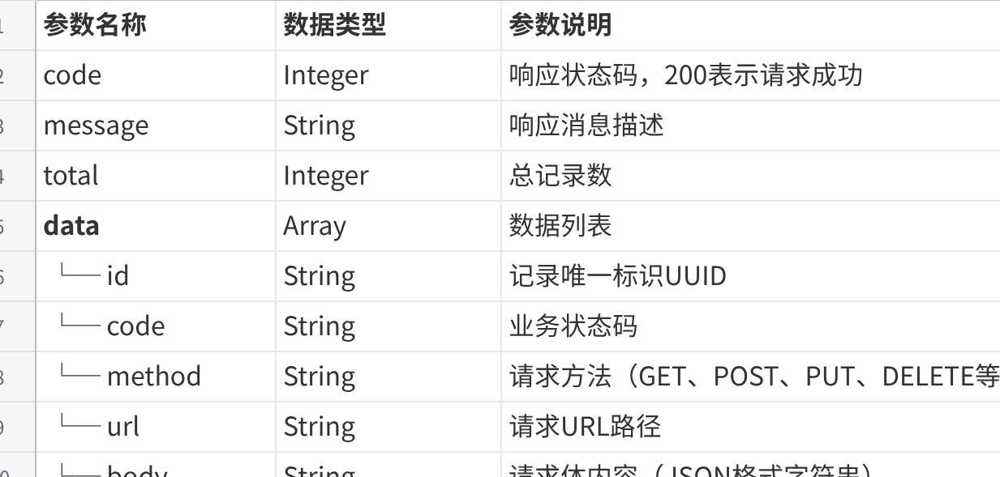 参数名称 数据类型 参数说明
2 code Integer 响应状态码，200表示请求成功
3 message String 响应消息描述
4 total Integer 总记录数
5 data Array 数据列表
6 └── id String 记录唯一标识UUID
7 └── code String 业务状态码
8 └── method String 请求方法（GET、POST、PUT、DELETE等
9 └── url String 请求URL路径
└── body String 请求体内容（JSON格式字符串）